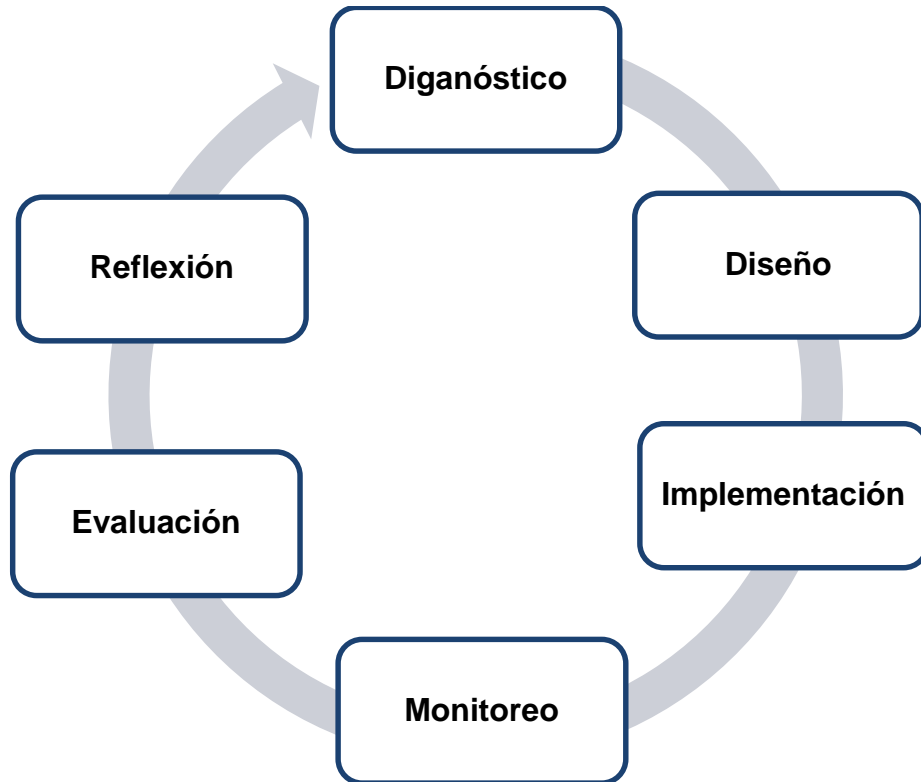 Diganóstico
Diseño
Implementación
Monitoreo
Evaluación
Reflexión